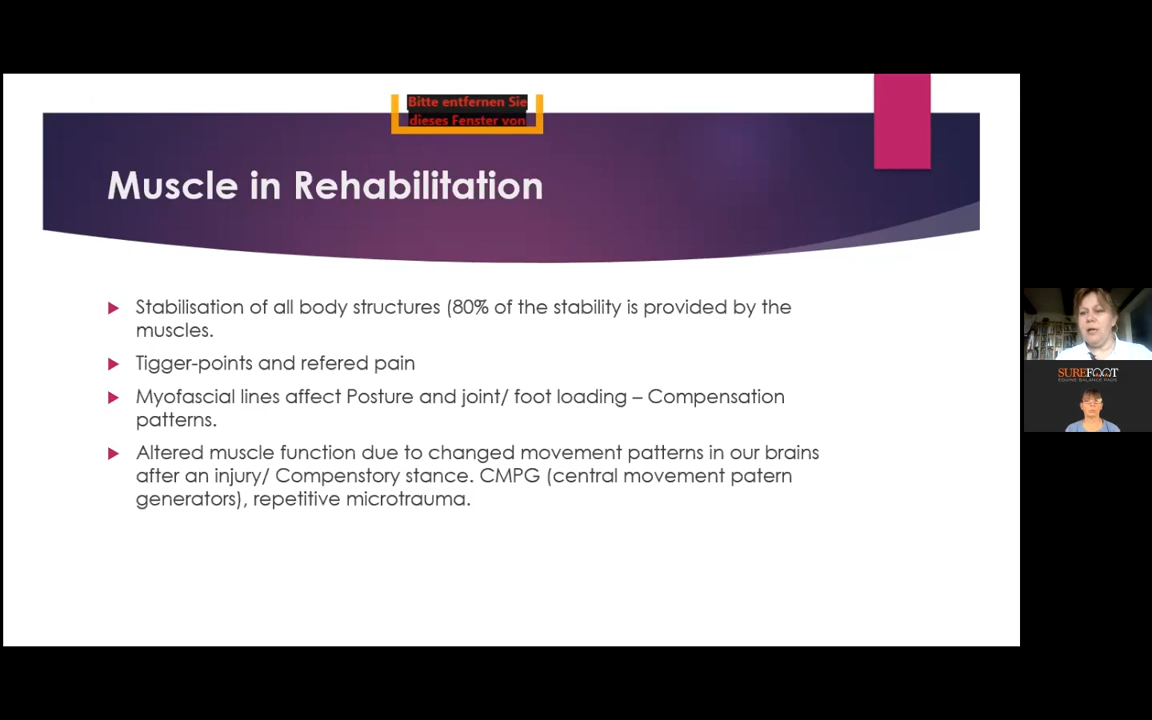 Bitte entfernen Sie
dieses Fenster von
Muscle in Rehabilitation
Stabilisation of all body structures (80% of the stability is provided by the
muscles.
Tigger-points and refered pain
Myofascial lines affect Posture and joint/ foot loading – Compensation
patterns.
Altered muscle function due to changed movement patterns in our brains
after an injury/ Compenstory stance. CMPG (central movement patern
generators), repetitive microtrauma.
SUREFOOT
EQUINE BALANCE PADS